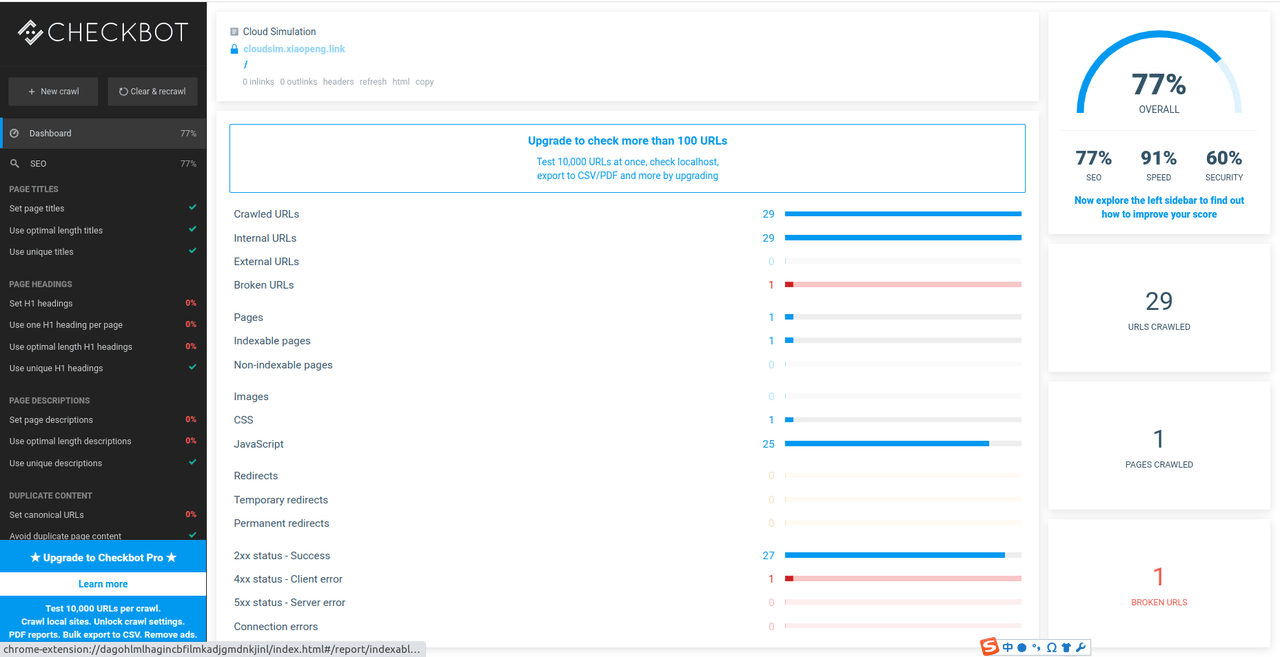 CHECKBOT
+ New crawl
Clear & recrawl
Dashboard 77%
SEO 77%
PAGE TITLES
Set page titles
Use optimal length titles
Use unique titles
PAGE HEADINGS
Set H1 headings 0%
Use one H1 heading per page 0%
Use optimal length H1 headings 0%
Use unique H1 headings
PAGE DESCRIPTIONS
Set page descriptions 0%
Use optimal length descriptions 0%
Use unique descriptions
DUPLICATE CONTENT
Set canonical URLs 0%
Avoid duplicate page content
★ Upgrade to Checkbot Pro ★
Learn more
Test 10,000 URLs per crawl.
Crawl local sites. Unlock crawl settings.
PDF reports. Bulk export to CSV. Remove ads.
chrome-extension://dagohlmlhagincbfilmkadjgmdnkjinl/index.html#/report/indexabl...
Cloud Simulation
cloudsim.xiaopeng.link
/
0 inlinks 0 outlinks headers refresh html copy
Upgrade to check more than 100 URLs
Test 10,000 URLs at once, check localhost,
export to CSV/PDF and more by upgrading
Crawled URLs 29
Internal URLs 29
External URLs 0
Broken URLs 1
Pages 1
Indexable pages 1
Non-indexable pages 0
Images 0
CSS 1
JavaScript 25
Redirects 0
Temporary redirects 0
Permanent redirects 0
2xx status - Success 27
4xx status - Client error 1
5xx status - Server error 0
Connection errors 0
77%
OVERALL
77% 91% 60%
SEO SPEED SECURITY
Now explore the left sidebar to find out
how to improve your score
29
URLS CRAWLED
1
PAGES CRAWLED
1
BROKEN URLS
S 中